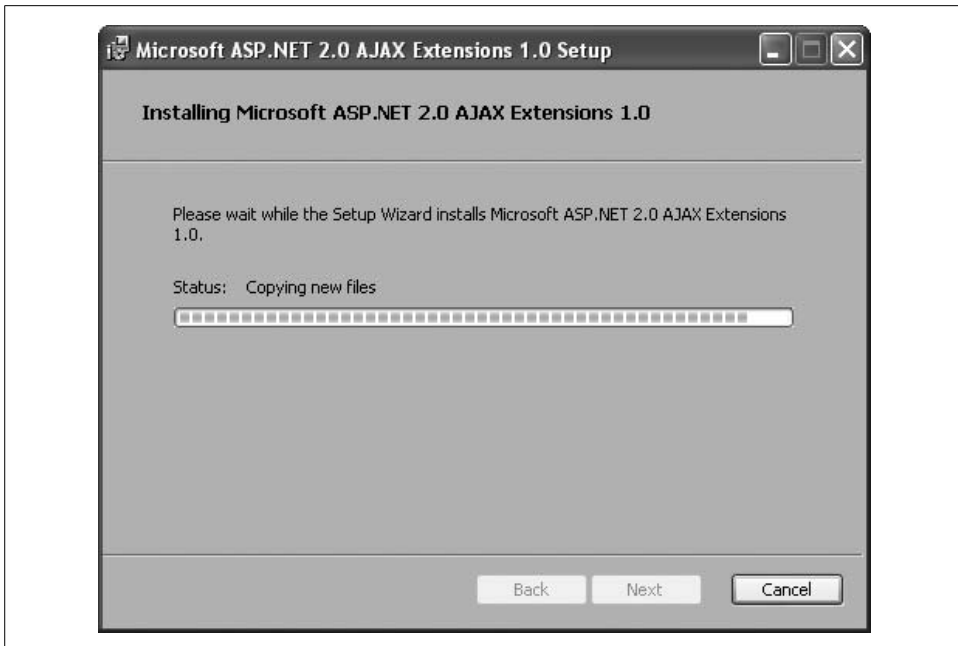 Microsoft ASP.NET 2.0 AJAX Extensions 1.0 Setup
Installing Microsoft ASP.NET 2.0 AJAX Extensions 1.0
Please wait while the Setup Wizard installs Microsoft ASP.NET 2.0 AJAX Extensions
1.0.
Status: Copying new files
Back Next Cancel